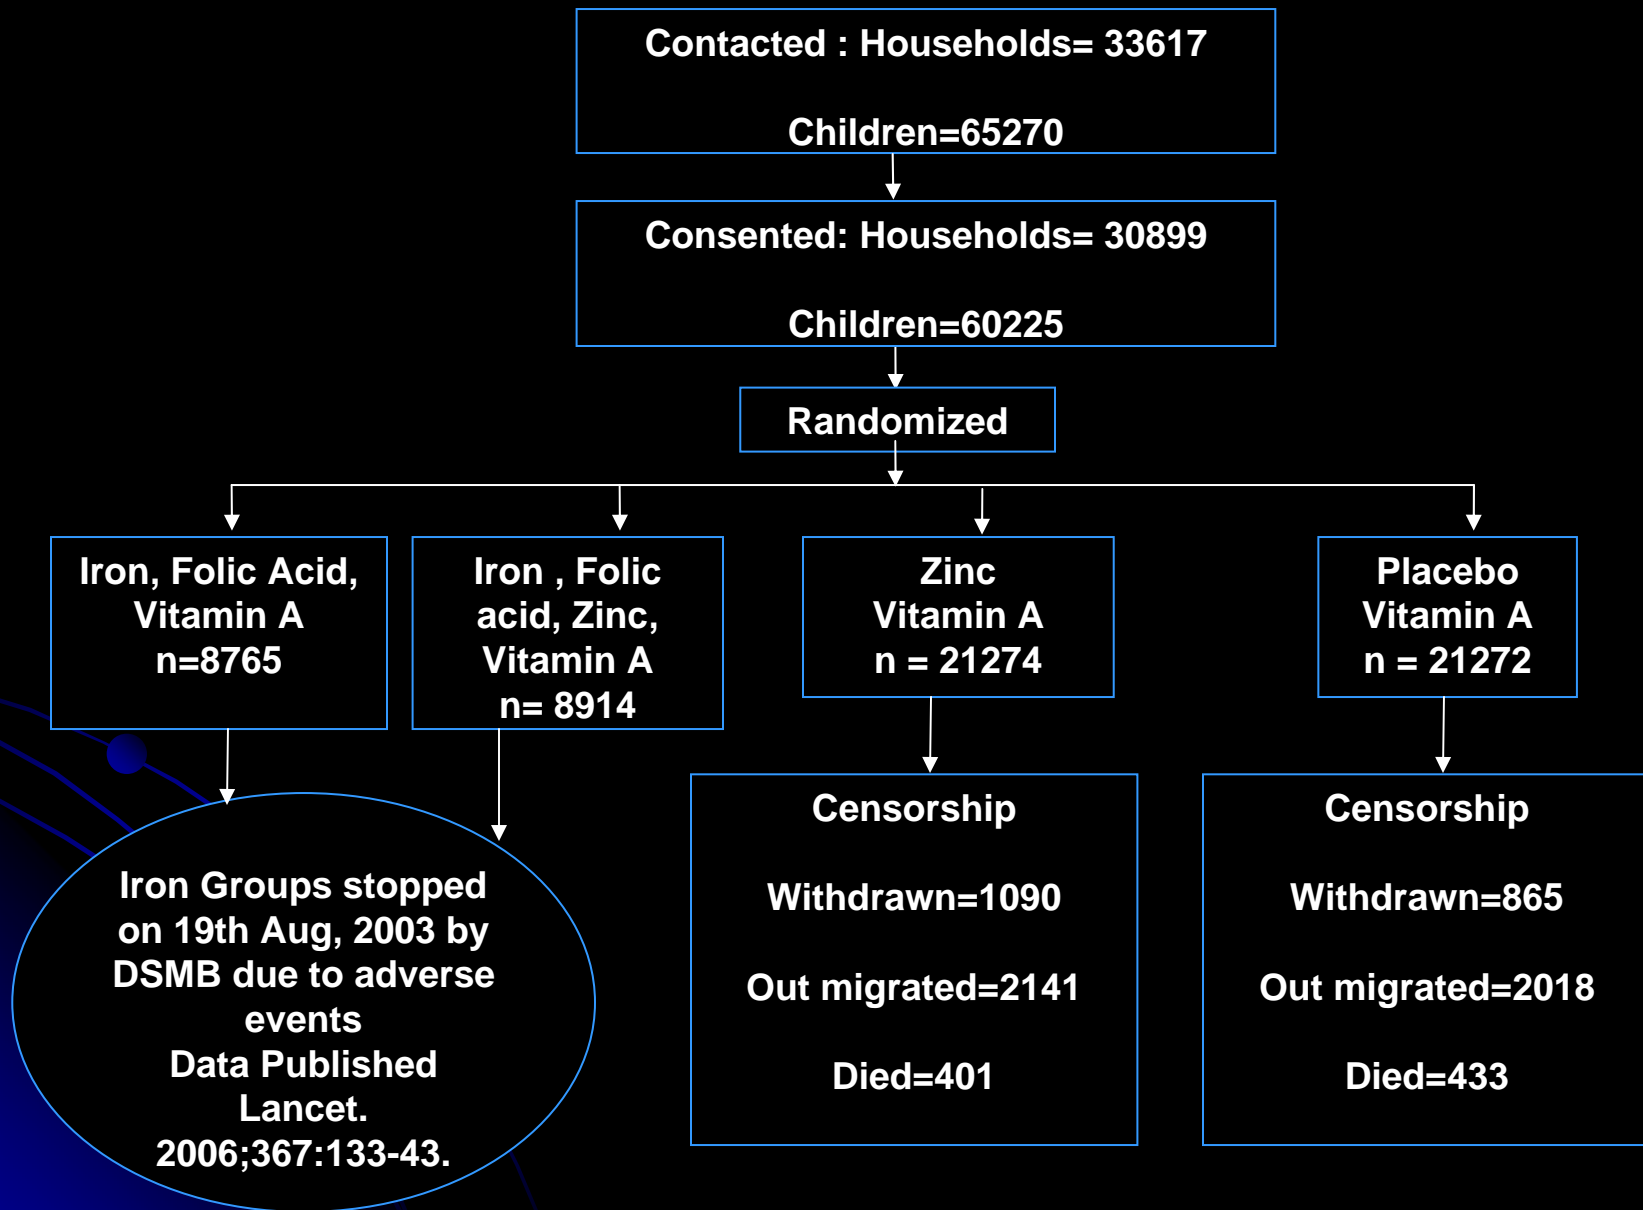 Contacted : Households= 33617
Children=65270
Consented: Households= 30899
Children=60225
Randomized
Iron, Folic Acid,
Vitamin A
n=8765
Iron , Folic
acid, Zinc,
Vitamin A
n= 8914
Zinc
Vitamin A
n = 21274
Placebo
Vitamin A
n = 21272
Iron Groups stopped
on 19th Aug, 2003 by
DSMB due to adverse
events
Data Published
Lancet.
2006;367:133-43.
Censorship
Withdrawn=1090
Out migrated=2141
Died=401
Censorship
Withdrawn=865
Out migrated=2018
Died=433